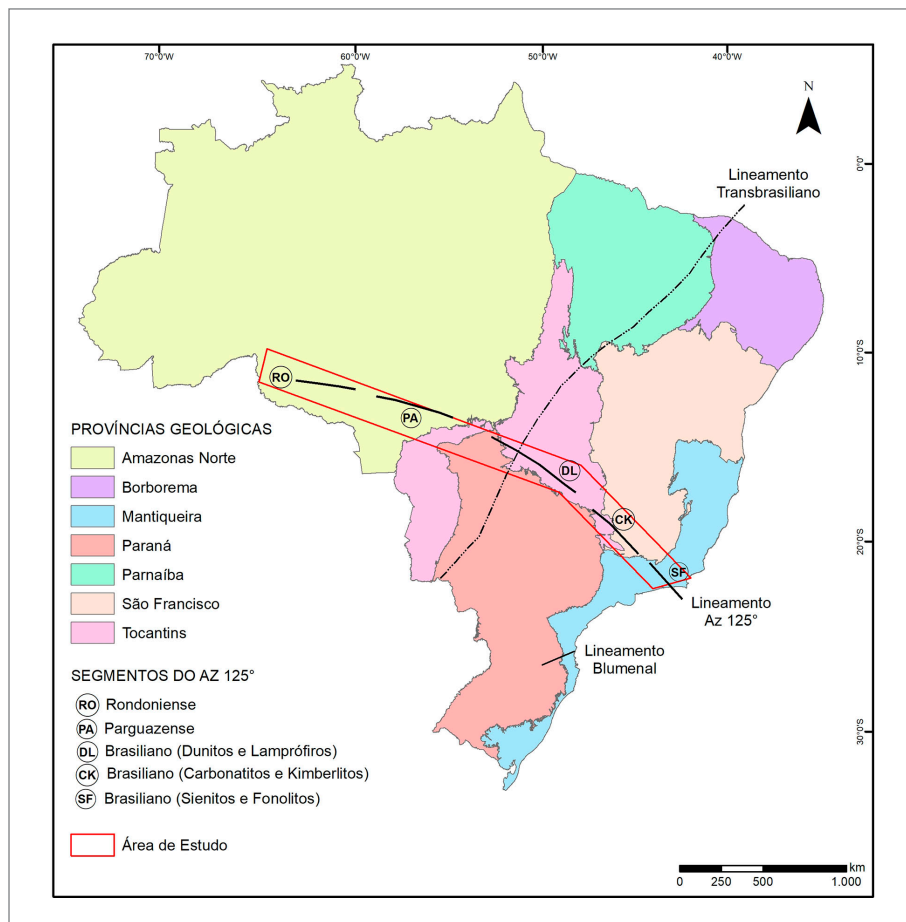 70°0'W
60°0'W
50°0'W
40°0'W
N
0°0'
Lineamento
Transbrasiliano
10°0'S
RO
PA
DL
CK
SF
20°0'S
Lineamento
Az 125°
Lineamento
Blumenal
30°0'S
PROVÍNCIAS GEOLÓGICAS
Amazonas Norte
Borborema
Mantiqueira
Paraná
Parnaíba
São Francisco
Tocantins
SEGMENTOS DO AZ 125°
RO Rondoniense
PA Parguazense
DL Brasiliano (Dunitos e Lamprófiros)
CK Brasiliano (Carbonatitos e Kimberlitos)
SF Brasiliano (Sienitos e Fonolitos)
Área de Estudo
km
0 250 500 1.000